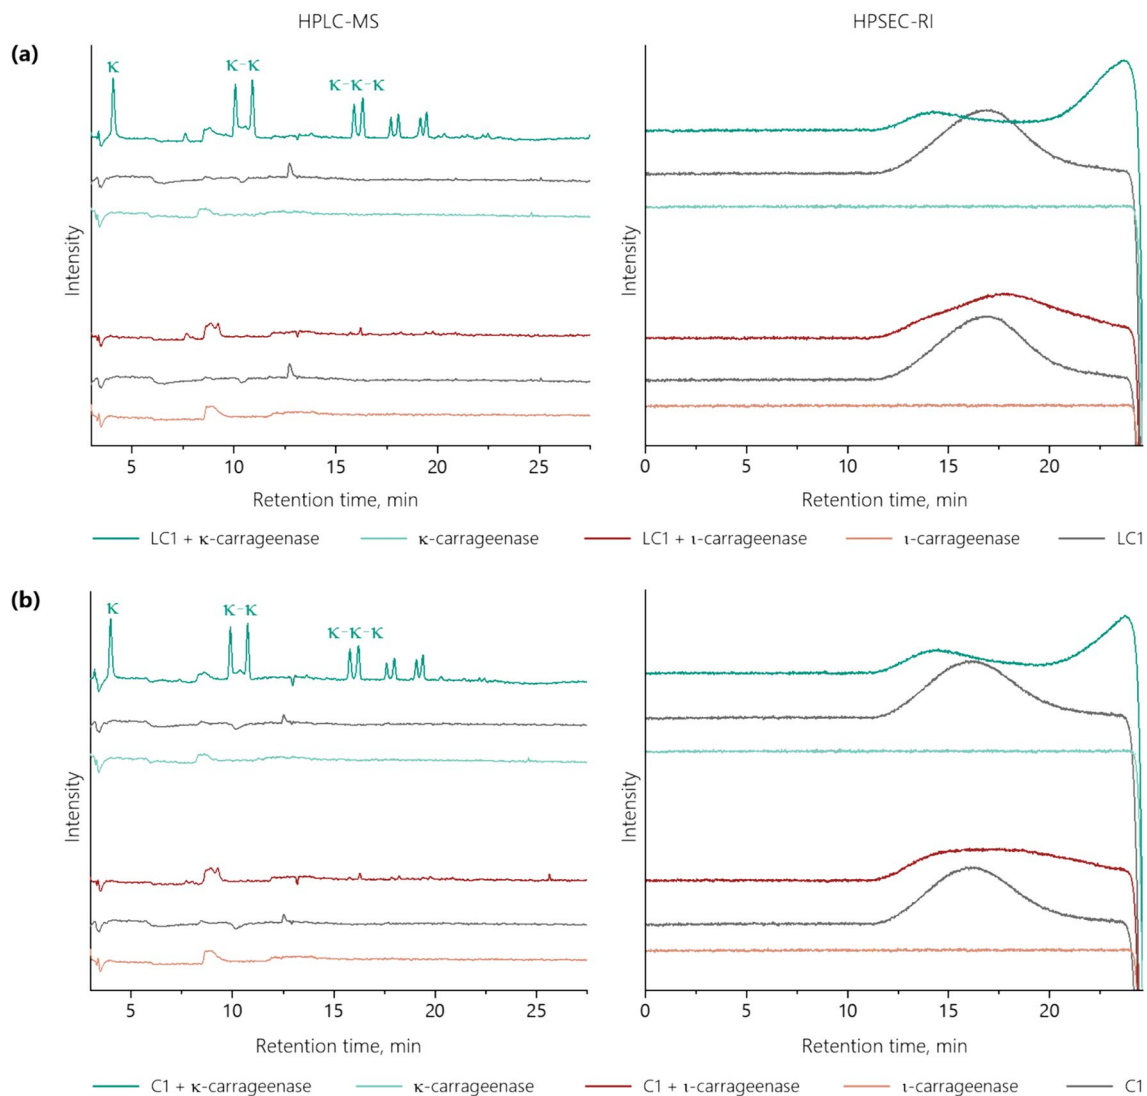 HPLC-MS HPSEC-RI
(a)
κ κ-κ κ-κ-κ
Intensity Intensity
5 10 15 20 25 0 5 10 15 20
Retention time, min Retention time, min
LC1 + κ-carrageenase κ-carrageenase LC1 + ι-carrageenase ι-carrageenase LC1
(b)
κ κ-κ κ-κ-κ
Intensity Intensity
5 10 15 20 25 0 5 10 15 20
Retention time, min Retention time, min
C1 + κ-carrageenase κ-carrageenase C1 + ι-carrageenase ι-carrageenase C1